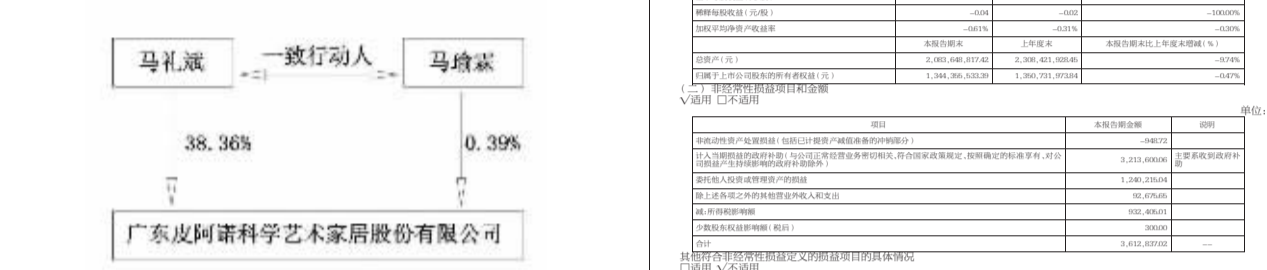 马礼斌
一致行动人
马瑜霖
38.36%
0.39%
广东皮阿诺科学艺术家居股份有限公司
稀释每股收益（元/股） -0.04 -0.02 -100.00%
加权平均净资产收益率 -0.61% -0.31% -0.30%
本报告期末 上年度末 本报告期末比上年度末增减（%）
总资产（元） 2,083,648,817.42 2,308,421,928.45 -9.74%
归属于上市公司股东的所有者权益（元） 1,344,355,533.39 1,350,731,973.84 -0.47%
（二）非经常性损益项目和金额
√适用 □不适用
单位：
项目 本报告期金额 说明
非流动性资产处置损益（包括已计提资产减值准备的冲销部分） -948.72
计入当期损益的政府补助（与公司正常经营业务密切相关、符合国家政策规定、按照确定的标准享有、对公
司损益产生持续影响的政府补助除外） 3,213,600.06 主要系收到政府补
助
委托他人投资或管理资产的损益 1,240,215.04
除上述各项之外的其他营业外收入和支出 92,675.65
减：所得税影响额 932,405.01
少数股东权益影响额（税后） 300.00
合计 3,612,837.02 --
其他符合非经常性损益定义的损益项目的具体情况
□适用 √不适用